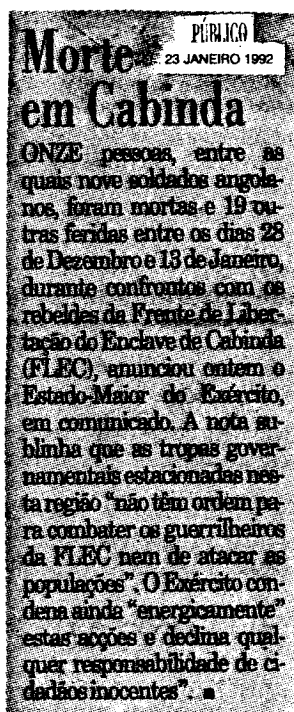 PÚBLICO
23 JANEIRO 1992
Morte
em Cabinda
ONZE pessoas, entre as
quais nove soldados angola-
nos, foram mortas e 19 ou-
tras feridas entre os dias 28
de Dezembro e 13 de Janeiro,
durante confrontos com os
rebeldes da Frente de Liber-
tação do Enclave de Cabinda
(FLEC), anunciou ontem o
Estado-Maior do Exército,
em comunicado. A nota su-
blinha que as tropas gover-
namentais estacionadas nes-
ta região "não têm ordem pa-
ra combater os guerrilheiros
da FLEC nem de atacar as
populações". O Exército con-
dena ainda "energicamente"
estas acções e declina qual-
quer responsabilidade de ci-
dadãos inocentes".